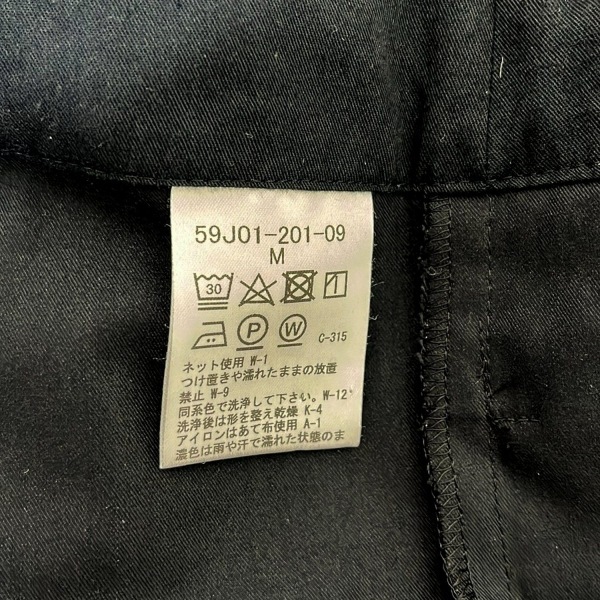 59J01-201-09
M
30
P W C-315
ネット使用 W-1
つけ置きや濡れたままの放置
禁止 W-9
同系色で洗浄して下さい。W-12
洗浄後は形を整え乾燥 K-4
アイロンはあて布使用 A-1
濃色は雨や汗で濡れた状態のま